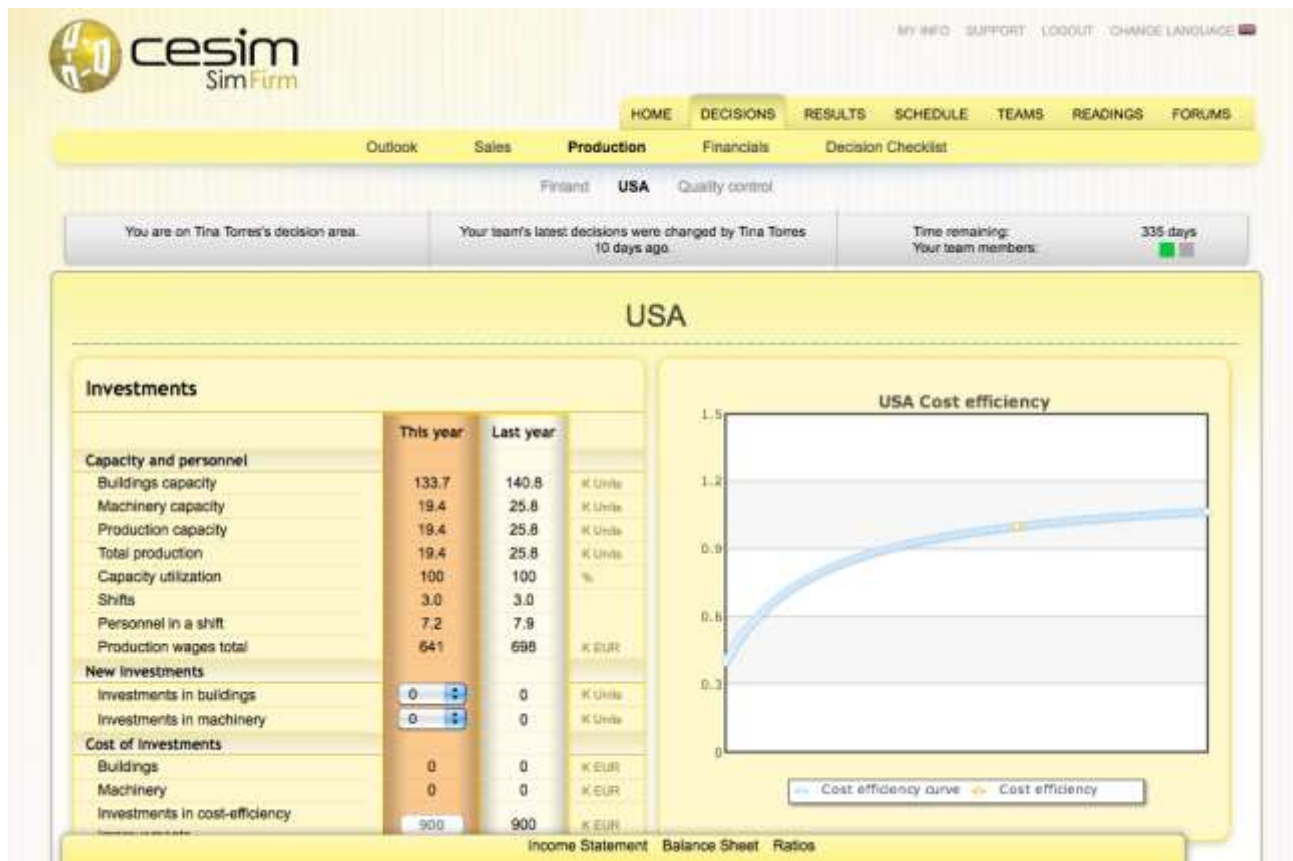 cesim
SimFirm
MY INFO SUPPORT LOGOUT CHANGE LANGUAGE
HOME DECISIONS RESULTS SCHEDULE TEAMS READINGS FORUMS
Outlook Sales Production Financials Decision Checklist
Finland USA Quality control
You are on Tina Torres's decision area.
Your team's latest decisions were changed by Tina Torres
10 days ago.
Time remaining: 335 days
Your team members:
USA
Investments
This year Last year
Capacity and personnel
Buildings capacity 133.7 140.8 K Units
Machinery capacity 19.4 25.8 K Units
Production capacity 19.4 25.8 K Units
Total production 19.4 25.8 K Units
Capacity utilization 100 100 %
Shifts 3.0 3.0
Personnel in a shift 7.2 7.9
Production wages total 641 698 K EUR
New Investments
Investments in buildings 0 0 K Units
Investments in machinery 0 0 K Units
Cost of Investments
Buildings 0 0 K EUR
Machinery 0 0 K EUR
Investments in cost-efficiency
900 900 K EUR
USA Cost efficiency
1.5
1.2
0.9
0.6
0.3
0
Cost efficiency curve Cost efficiency
Income Statement Balance Sheet Ratios